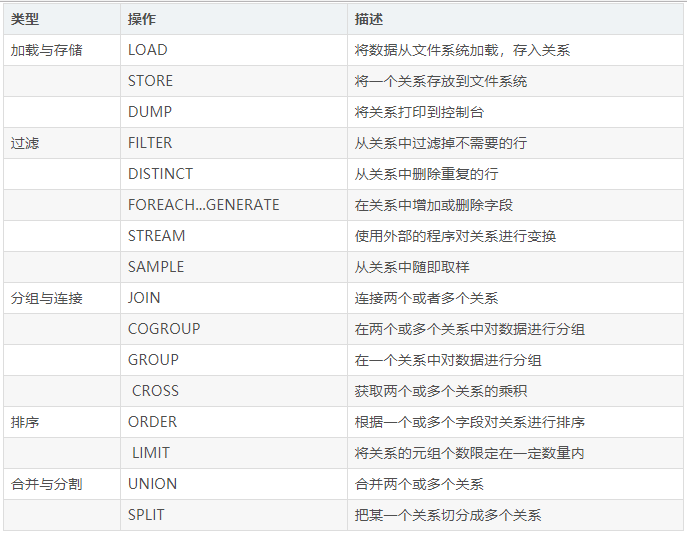 类型 操作 描述
加载与存储 LOAD 将数据从文件系统加载，存入关系
STORE 将一个关系存放到文件系统
DUMP 将关系打印到控制台
过滤 FILTER 从关系中过滤掉不需要的行
DISTINCT 从关系中删除重复的行
FOREACH...GENERATE 在关系中增加或删除字段
STREAM 使用外部的程序对关系进行变换
SAMPLE 从关系中随即取样
分组与连接 JOIN 连接两个或者多个关系
COGROUP 在两个或多个关系中对数据进行分组
GROUP 在一个关系中对数据进行分组
CROSS 获取两个或多个关系的乘积
排序 ORDER 根据一个或多个字段对关系进行排序
LIMIT 将关系的元组个数限定在一定数量内
合并与分割 UNION 合并两个或多个关系
SPLIT 把某一个关系切分成多个关系